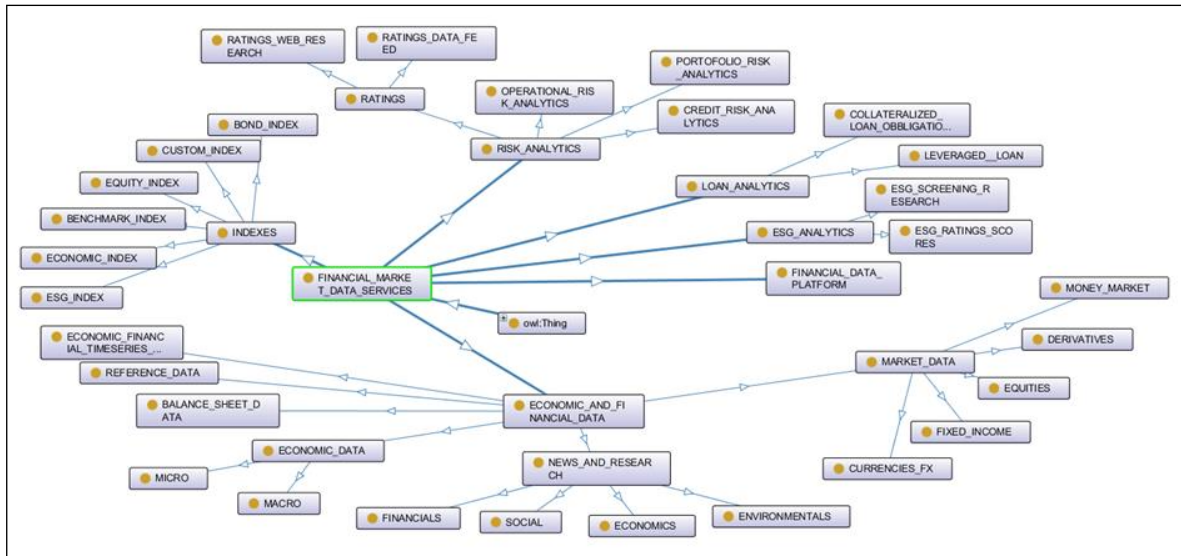 RATINGS_WEB_RES
EARCH
RATINGS_DATA_FE
ED
PORTOFOLIO_RISK
_ANALYTICS
RATINGS
OPERATIONAL_RIS
K_ANALYTICS
CREDIT_RISK_ANA
LYTICS
COLLATERALIZED_
LOAN_OBBLIGATIO...
BOND_INDEX
CUSTOM_INDEX
RISK_ANALYTICS
LEVERAGED__LOAN
EQUITY_INDEX
LOAN_ANALYTICS
ESG_SCREENING_R
ESEARCH
BENCHMARK_INDEX
INDEXES
ESG_ANALYTICS
ESG_RATINGS_SCO
RES
ECONOMIC_INDEX
FINANCIAL_MARKE
T_DATA_SERVICES
FINANCIAL_DATA_
PLATFORM
ESG_INDEX
MONEY_MARKET
owl:Thing
ECONOMIC_FINANC
IAL_TIMESERIES_...
DERIVATIVES
REFERENCE_DATA
MARKET_DATA
EQUITIES
BALANCE_SHEET_D
ATA
ECONOMIC_AND_FI
NANCIAL_DATA
FIXED_INCOME
ECONOMIC_DATA
NEWS_AND_RESEAR
CH
CURRENCIES_FX
MICRO
MACRO
FINANCIALS
SOCIAL
ECONOMICS
ENVIRONMENTALS